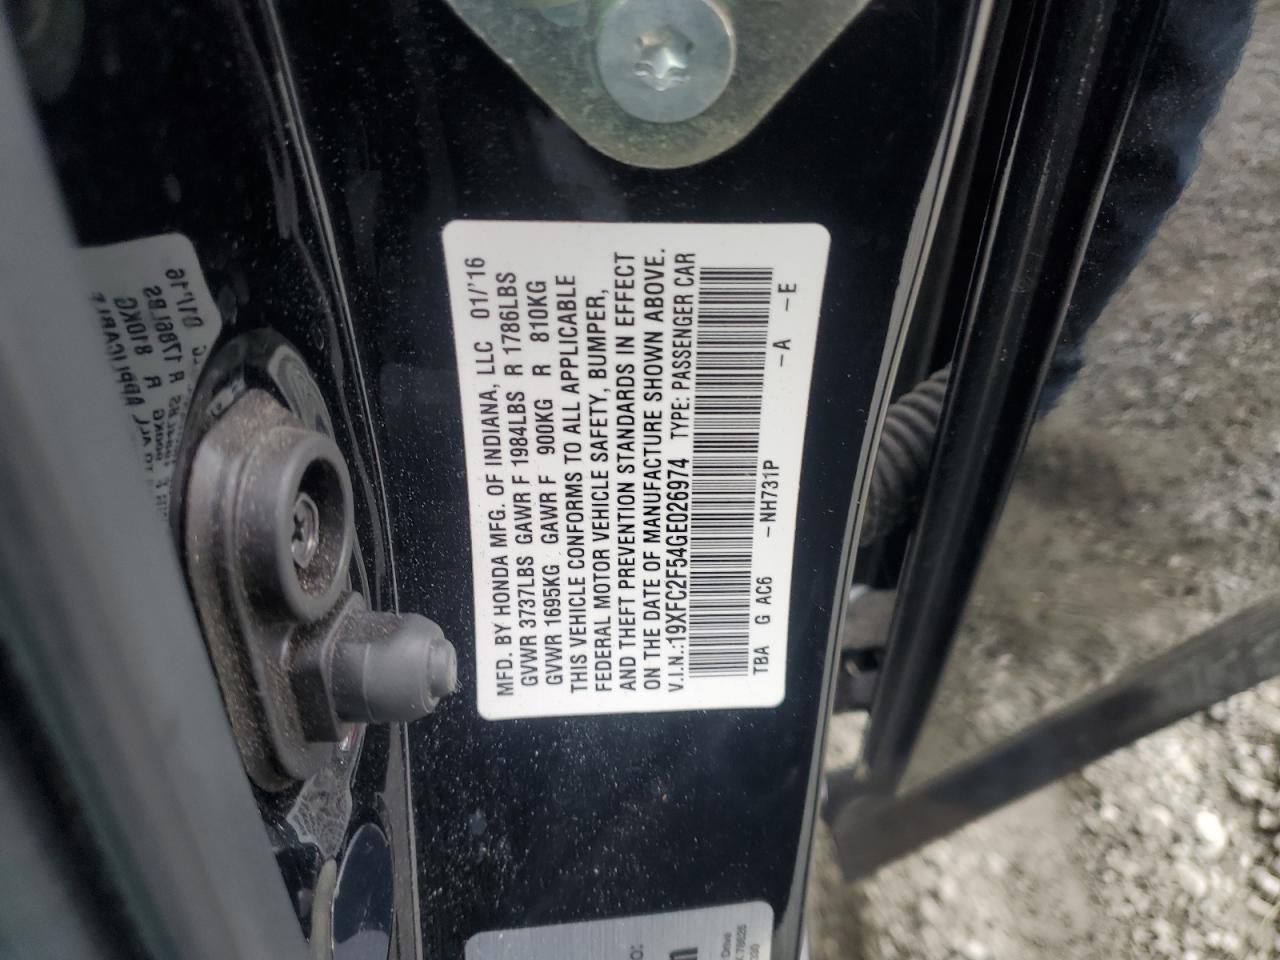 MFD. BY HONDA MFG. OF INDIANA, LLC 01/'16
GVWR 3737LBS GAWR F 1984LBS R 1786LBS
GVWR 1695KG GAWR F 900KG R 810KG
THIS VEHICLE CONFORMS TO ALL APPLICABLE
FEDERAL MOTOR VEHICLE SAFETY, BUMPER,
AND THEFT PREVENTION STANDARDS IN EFFECT
ON THE DATE OF MANUFACTURE SHOWN ABOVE.
V.I.N.:19XFC2F54GE026974 TYPE: PASSENGER CAR
TBA G AC6 -NH731P -A -E
o:
Drive